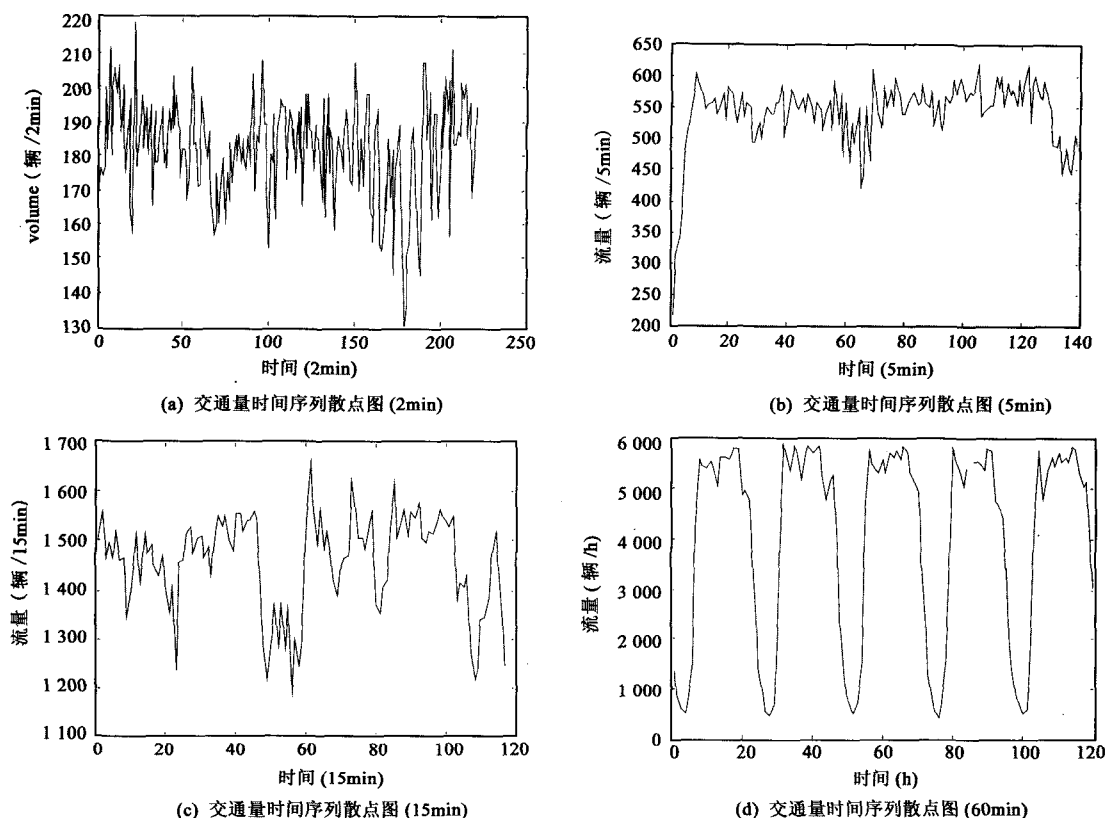 220
210
200
190
180
170
160
150
140
130
volume (辆/2min)
0 50 100 150 200 250
时间 (2min)
(a) 交通量时间序列散点图 (2min)
650
600
550
500
450
400
350
300
250
200
流量 (辆/5min)
0 20 40 60 80 100 120 140
时间 (5min)
(b) 交通量时间序列散点图 (5min)
1 700
1 600
1 500
1 400
1 300
1 200
1 100
流量 (辆/15min)
0 20 40 60 80 100 120
时间 (15min)
(c) 交通量时间序列散点图 (15min)
6 000
5 000
4 000
3 000
2 000
1 000
0
流量 (辆/h)
0 20 40 60 80 100 120
时间 (h)
(d) 交通量时间序列散点图 (60min)